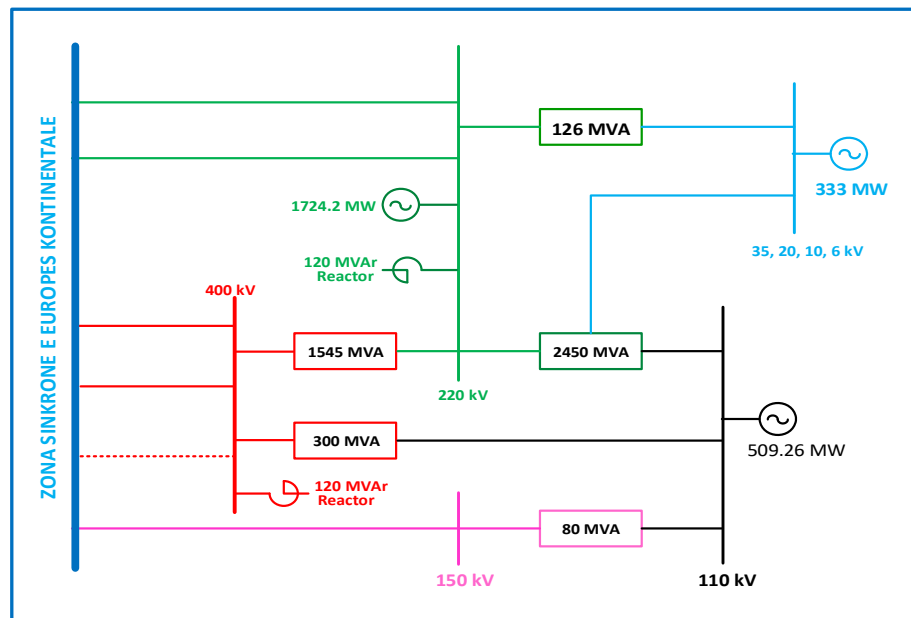 ZONA SINKRONE E EUROPES KONTINENTALE
126 MVA
333 MW
1724.2 MW
35, 20, 10, 6 kV
120 MVAr
Reactor
400 kV
1545 MVA
2450 MVA
220 kV
300 MVA
509.26 MW
120 MVAr
Reactor
80 MVA
150 kV
110 kV